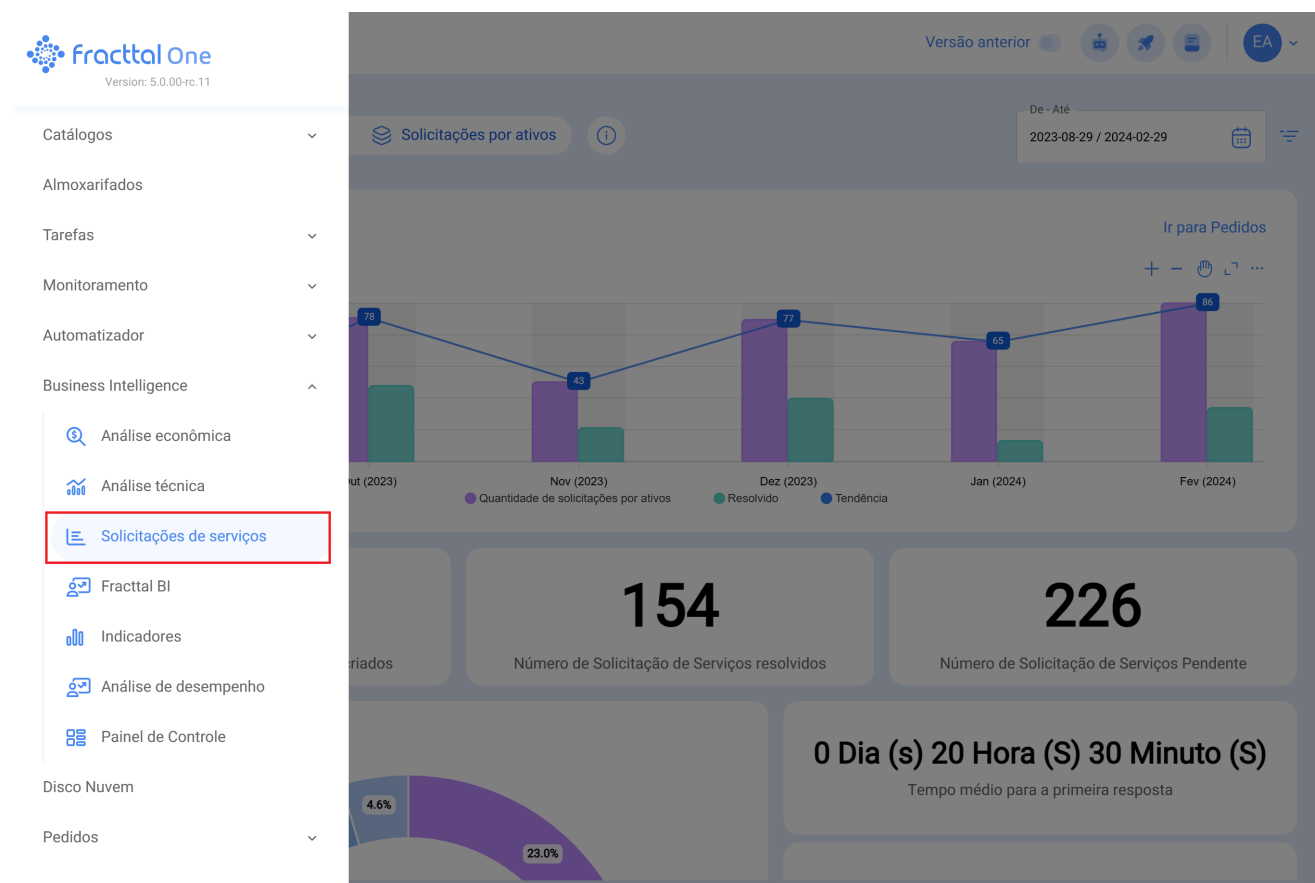 fracttal One
Version: 5.0.00-rc.11
Catálogos
Almoxarifados
Tarefas
Monitoramento
Automatizador
Business Intelligence
Análise econômica
Análise técnica
Solicitações de serviços
Fracttal BI
Indicadores
Análise de desempenho
Painel de Controle
Disco Nuvem
Pedidos
Versão anterior
EA
Solicitações por ativos
De - Até
2023-08-29 / 2024-02-29
Ir para Pedidos
78
43
77
65
86
ut (2023)
Nov (2023)
Dez (2023)
Jan (2024)
Fev (2024)
Quantidade de solicitações por ativos
Resolvido
Tendência
criados
154
Número de Solicitação de Serviços resolvidos
226
Número de Solicitação de Serviços Pendente
4.6%
23.0%
0 Dia (s) 20 Hora (S) 30 Minuto (S)
Tempo médio para a primeira resposta